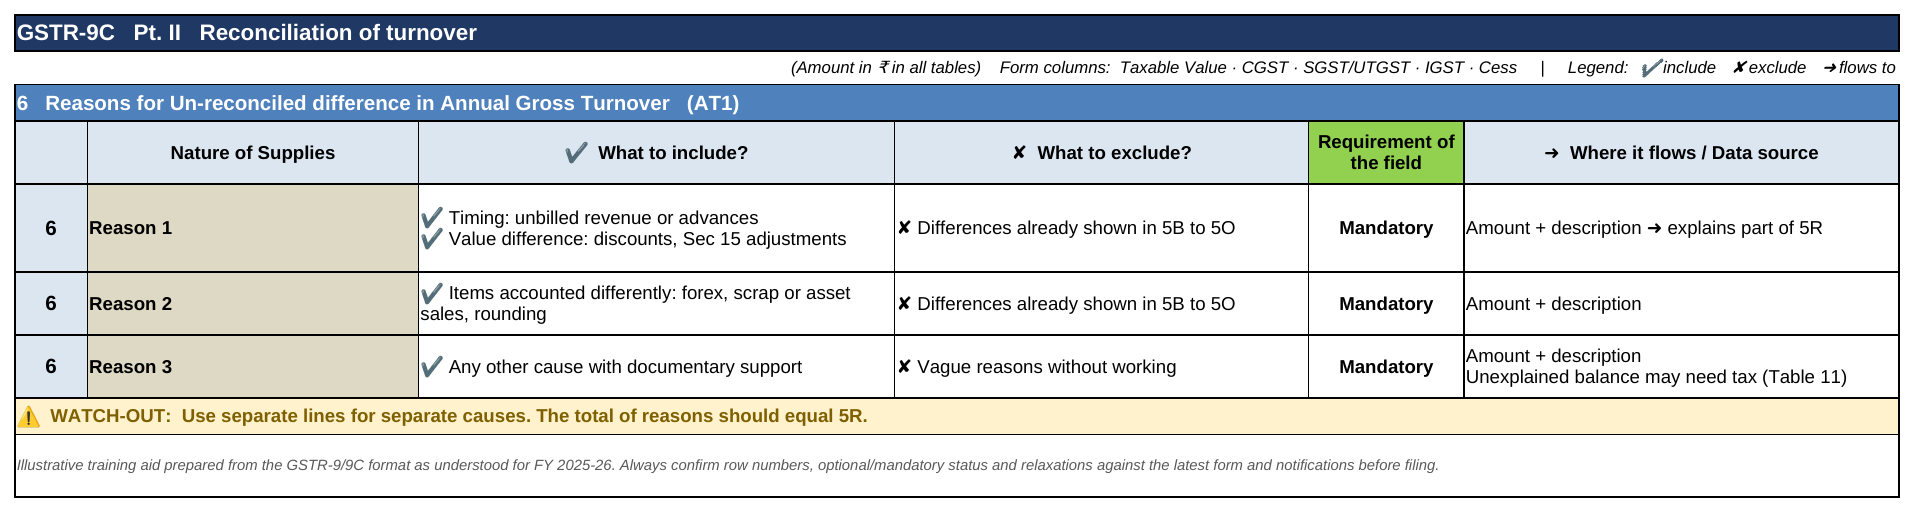 GSTR-9C Pt. II Reconciliation of turnover
(Amount in ₹ in all tables) Form columns: Taxable Value · CGST · SGST/UTGST · IGST · Cess | Legend: ✔include ✘exclude ➔flows to
6 Reasons for Un-reconciled difference in Annual Gross Turnover (AT1)
Nature of Supplies
✔ What to include?
✘ What to exclude?
Requirement of
the field
➔ Where it flows / Data source
6
Reason 1
✔ Timing: unbilled revenue or advances
✔ Value difference: discounts, Sec 15 adjustments
✘ Differences already shown in 5B to 5O
Mandatory
Amount + description ➔ explains part of 5R
6
Reason 2
✔ Items accounted differently: forex, scrap or asset
sales, rounding
✘ Differences already shown in 5B to 5O
Mandatory
Amount + description
6
Reason 3
✔ Any other cause with documentary support
✘ Vague reasons without working
Mandatory
Amount + description
Unexplained balance may need tax (Table 11)
⚠ WATCH-OUT: Use separate lines for separate causes. The total of reasons should equal 5R.
Illustrative training aid prepared from the GSTR-9/9C format as understood for FY 2025-26. Always confirm row numbers, optional/mandatory status and relaxations against the latest form and notifications before filing.